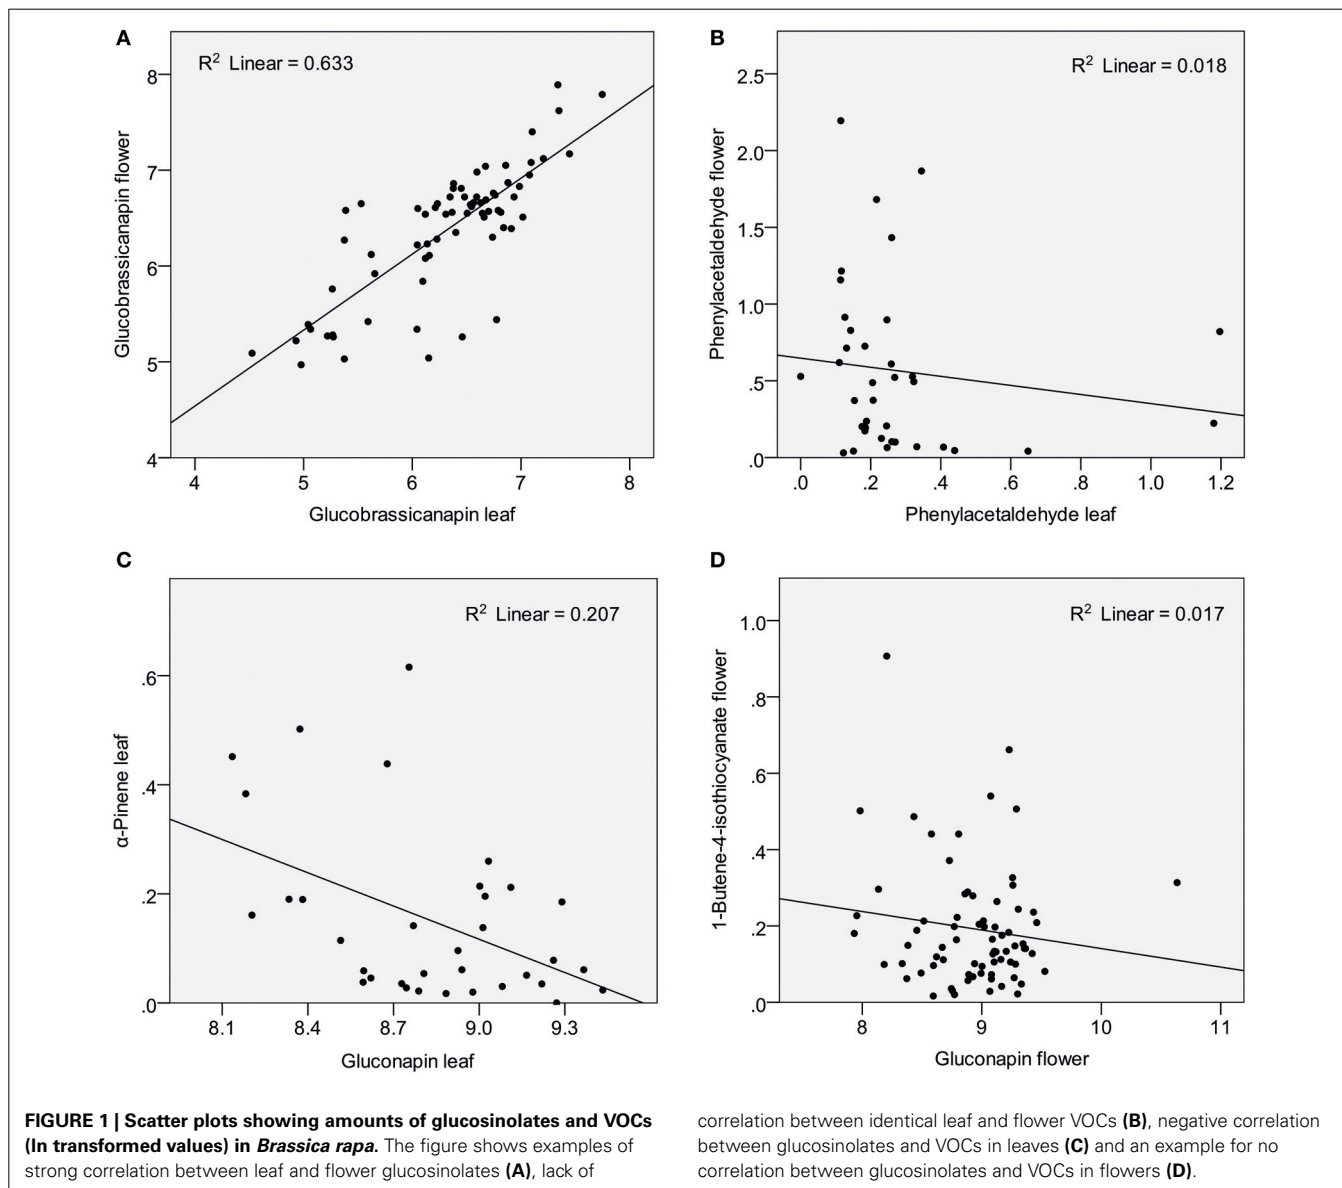 A
R² Linear = 0.633
8
7
6
5
4
4 5 6 7 8
Glucobrassicanapin flower
Glucobrassicanapin leaf
B
R² Linear = 0.018
2.5
2.0
1.5
1.0
.5
.0
.0 .2 .4 .6 .8 1.0 1.2
Phenylacetaldehyde flower
Phenylacetaldehyde leaf
C
R² Linear = 0.207
.6
.4
.2
.0
8.1 8.4 8.7 9.0 9.3
α-Pinene leaf
Gluconapin leaf
D
R² Linear = 0.017
1.0
.8
.6
.4
.2
.0
8 9 10 11
1-Butene-4-isothiocyanate flower
Gluconapin flower
FIGURE 1 | Scatter plots showing amounts of glucosinolates and VOCs
(ln transformed values) in Brassica rapa. The figure shows examples of
strong correlation between leaf and flower glucosinolates (A), lack of
correlation between identical leaf and flower VOCs (B), negative correlation
between glucosinolates and VOCs in leaves (C) and an example for no
correlation between glucosinolates and VOCs in flowers (D).